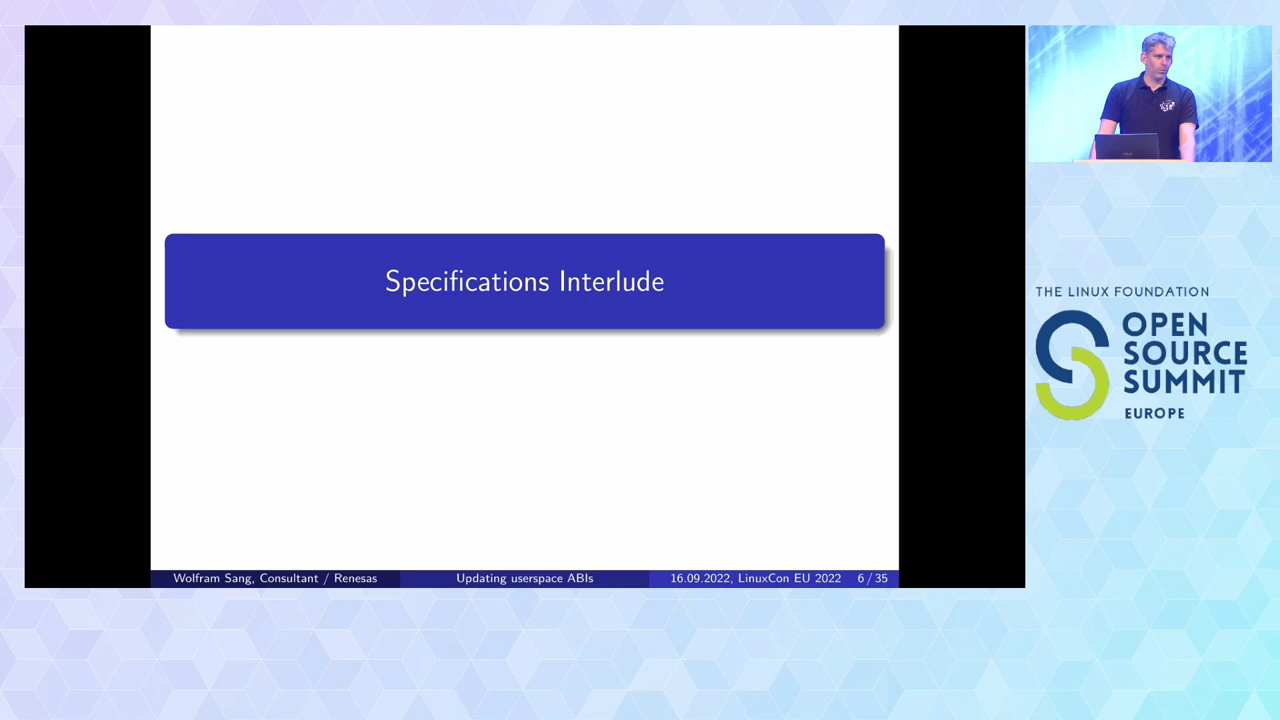 Specifications Interlude
Wolfram Sang, Consultant / Renesas
Updating userspace ABIs
16.09.2022, LinuxCon EU 2022
6 / 35
THE LINUX FOUNDATION
OPEN
SOURCE
SUMMIT
EUROPE